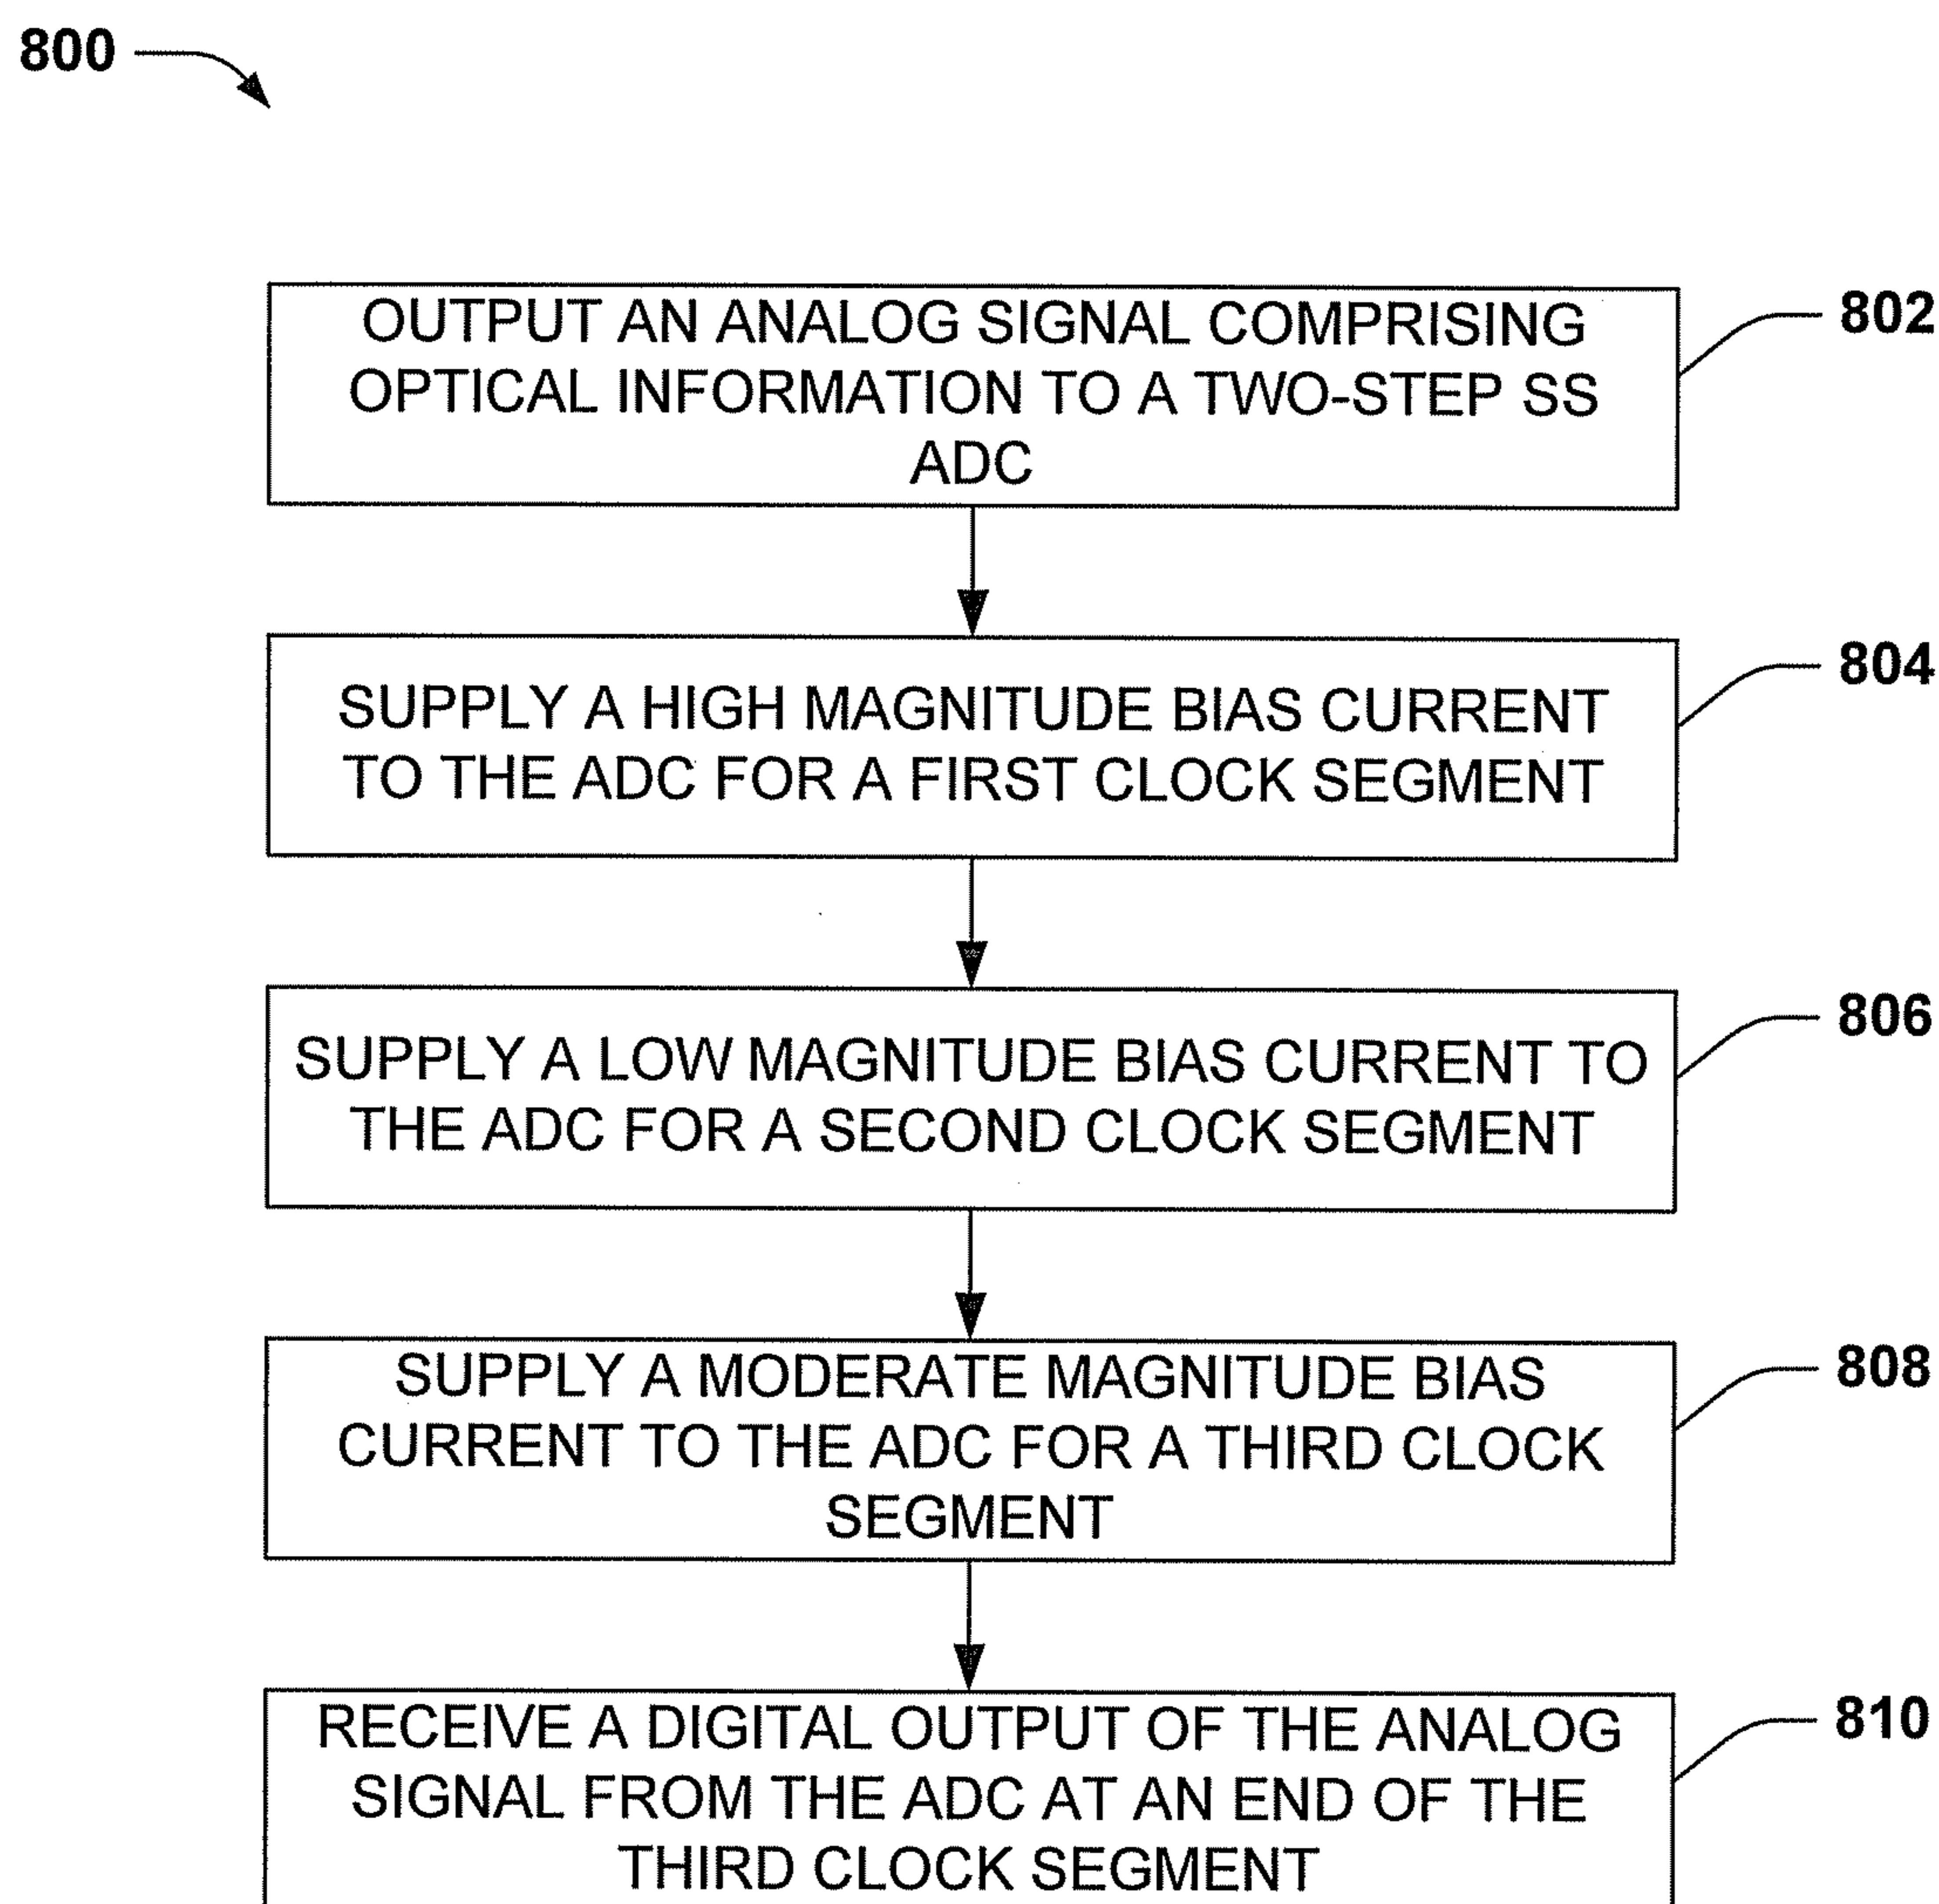 800
OUTPUT AN ANALOG SIGNAL COMPRISING
OPTICAL INFORMATION TO A TWO-STEP SS
ADC
802
SUPPLY A HIGH MAGNITUDE BIAS CURRENT
TO THE ADC FOR A FIRST CLOCK SEGMENT
804
SUPPLY A LOW MAGNITUDE BIAS CURRENT TO
THE ADC FOR A SECOND CLOCK SEGMENT
806
SUPPLY A MODERATE MAGNITUDE BIAS
CURRENT TO THE ADC FOR A THIRD CLOCK
SEGMENT
808
RECEIVE A DIGITAL OUTPUT OF THE ANALOG
SIGNAL FROM THE ADC AT AN END OF THE
THIRD CLOCK SEGMENT
810